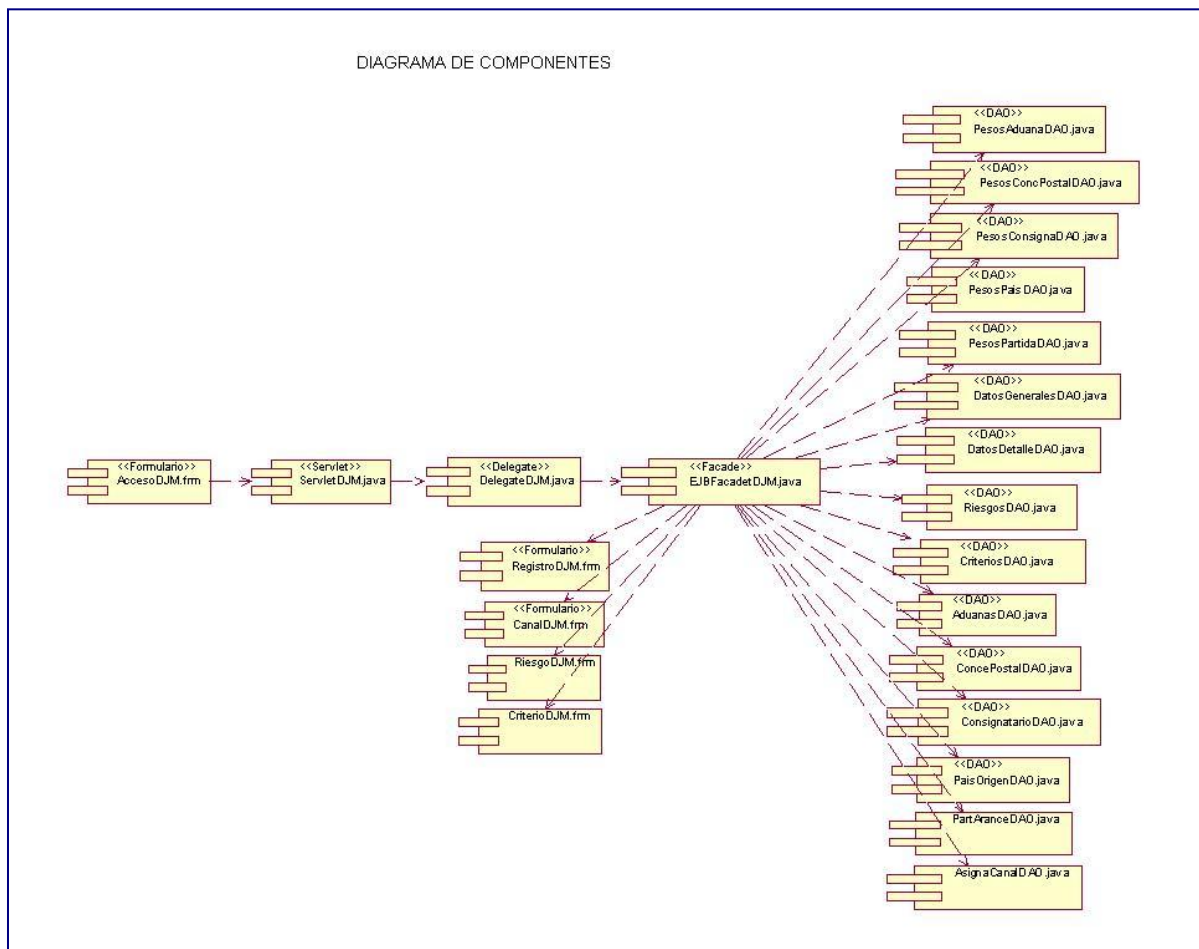 DIAGRAMA DE COMPONENTES
<<DAO>>
PesosAduanaDAO.java
<<DAO>>
PesosConcPostalDAO.java
<<DAO>>
PesosConsignaDAO.java
<<DAO>>
PesosPais DAO.java
<<DAO>>
PesosPartidaDAO.java
<<DAO>>
DatosGeneralesDAO.java
<<DAO>>
DatosDetalleDAO.java
<<Formulario>>
AccesoDJM.frm
<<Servlet>>
ServletDJM.java
<<Delegate>>
DelegateDJM.java
<<Facade>>
EJBFacadetDJM.java
<<DAO>>
RiesgosDAO.java
<<DAO>>
CriteriosDAO.java
<<DAO>>
AduanasDAO.java
<<DAO>>
ConcePostalDAO.java
<<DAO>>
ConsignatarioDAO.java
<<DAO>>
PaisOrigenDAO.java
PartAranceDAO.java
AsignaCanalDAO.java
<<Formulario>>
RegistroDJM.frm
<<Formulario>>
CanalDJM.frm
RiesgoDJM.frm
CriterioDJM.frm